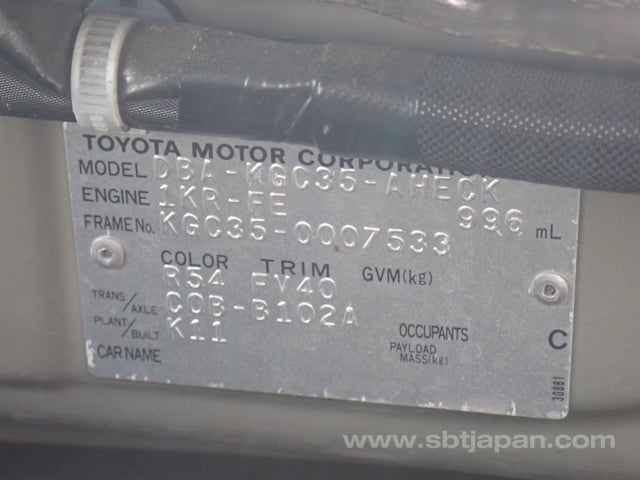 TOYOTA MOTOR CORPORATION
MODEL DBA-KGC35-AHECK
ENGINE 1KR-FE 996 mL
FRAME No. KGC35-0007533
COLOR TRIM GVM(kg)
R54 FV40
TRANS/AXLE C0B-B102A
PLANT/BUILT K11
OCCUPANTS C
CAR NAME PAYLOAD MASS(kg)
30881
www.sbtjapan.com